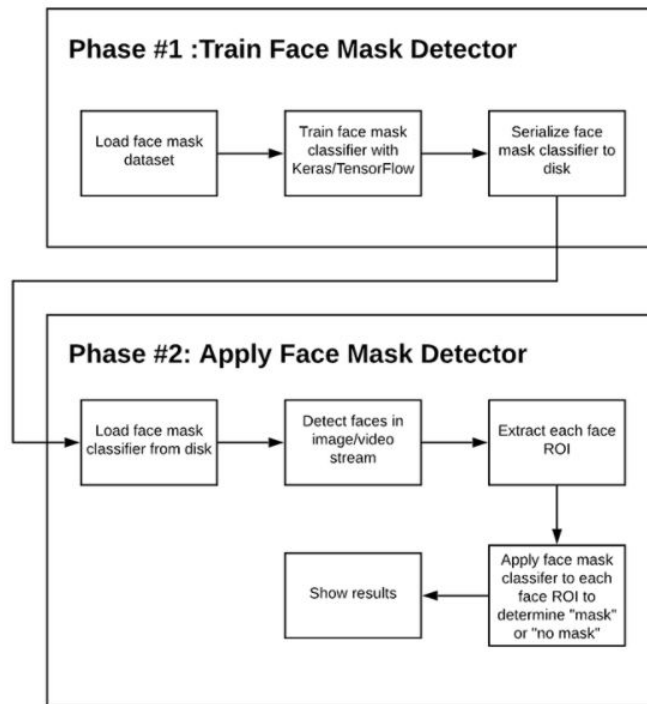 Phase #1 :Train Face Mask Detector
Load face mask
dataset
Train face mask
classifier with
Keras/TensorFlow
Serialize face
mask classifier to
disk
Phase #2: Apply Face Mask Detector
Load face mask
classifier from disk
Detect faces in
image/video
stream
Extract each face
ROI
Apply face mask
classifer to each
face ROI to
determine "mask"
or "no mask"
Show results